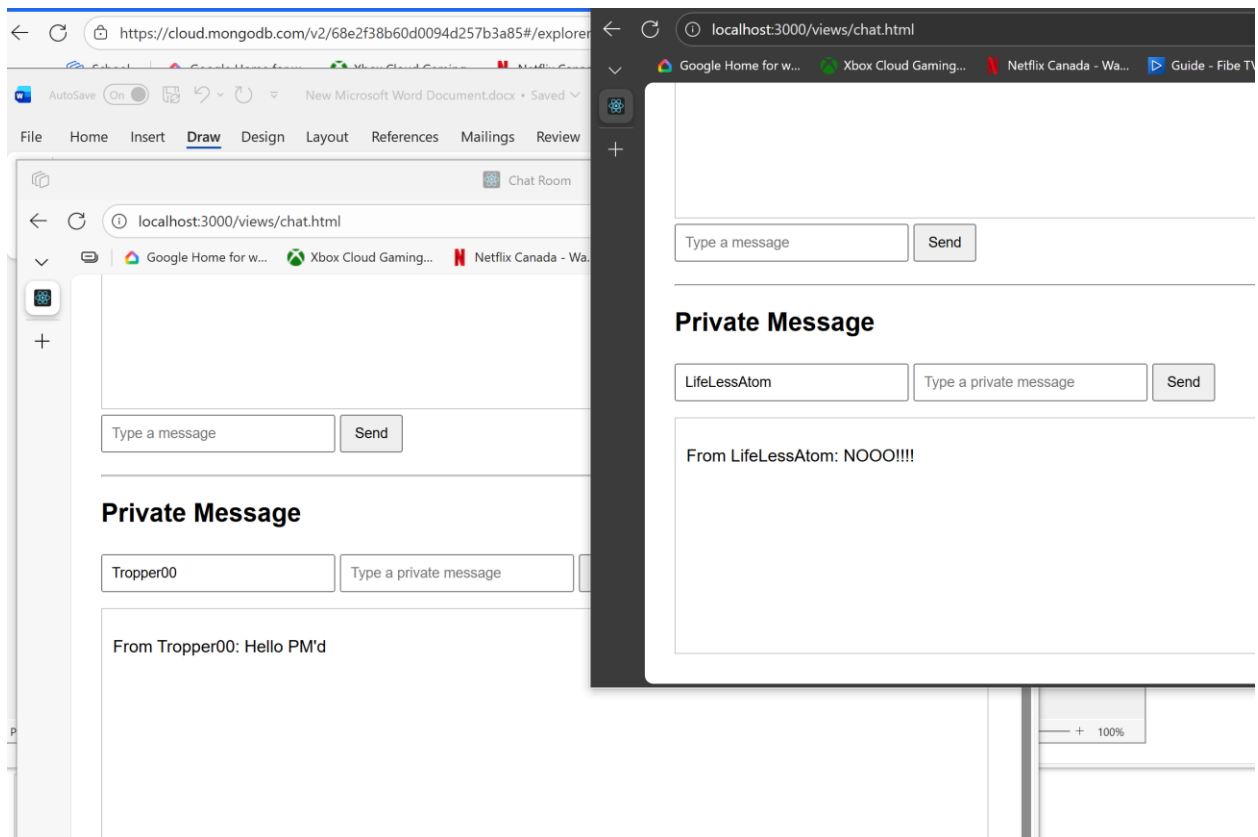 https://cloud.mongodb.com/v2/68e2f38b60d0094d257b3a85#/explorer
AutoSave On New Microsoft Word Document.docx • Saved
File Home Insert Draw Design Layout References Mailings Review
Chat Room
localhost:3000/views/chat.html
Google Home for w... Xbox Cloud Gaming... Netflix Canada - Wa.
Type a message Send
Private Message
Tropper00 Type a private message
From Tropper00: Hello PM'd
localhost:3000/views/chat.html
Google Home for w... Xbox Cloud Gaming... Netflix Canada - Wa... Guide - Fibe TV
Type a message Send
Private Message
LifeLessAtom Type a private message Send
From LifeLessAtom: NOOO!!!!
100%